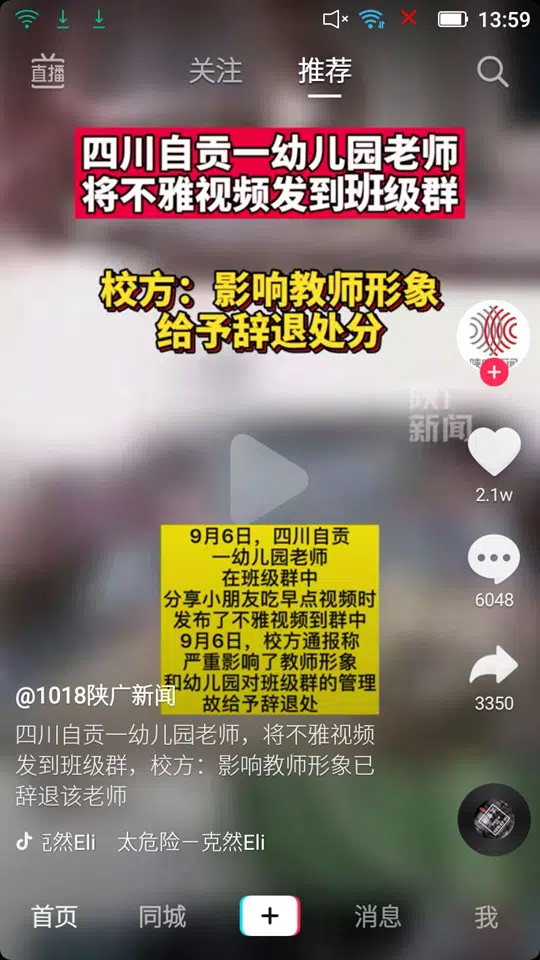 13:59
直播
关注
推荐
四川自贡一幼儿园老师
将不雅视频发到班级群
校方：影响教师形象
给予辞退处分
陕广
新闻
2.1w
9月6日，四川自贡
一幼儿园老师
在班级群中
分享小朋友吃早点视频时
发布了不雅视频到群中
9月6日，校方通报称
严重影响了教师形象
和幼儿园对班级群的管理
故给予辞退处
6048
3350
@1018陕广新闻
四川自贡一幼儿园老师，将不雅视频
发到班级群，校方：影响教师形象已
辞退该老师
克然Eli 太危险－克然Eli
首页
同城
消息
我